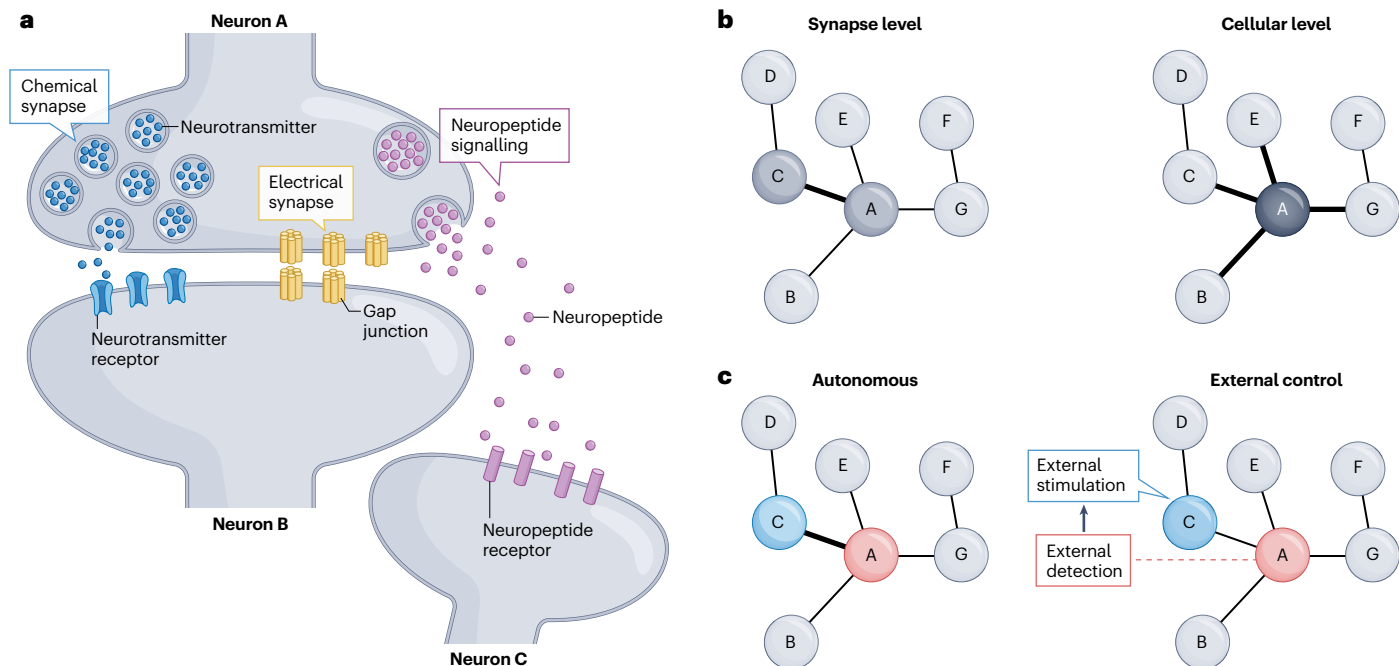 a
Neuron A
Chemical
synapse
Neurotransmitter
Neuropeptide
signalling
Electrical
synapse
Gap
junction
Neurotransmitter
receptor
Neuropeptide
Neuropeptide
receptor
Neuron B
Neuron C
b
Synapse level
D
E
F
C
A
G
B
Cellular level
D
E
F
C
A
G
B
c
Autonomous
D
E
F
C
A
G
B
External control
D
E
F
External
stimulation
C
External
detection
A
G
B